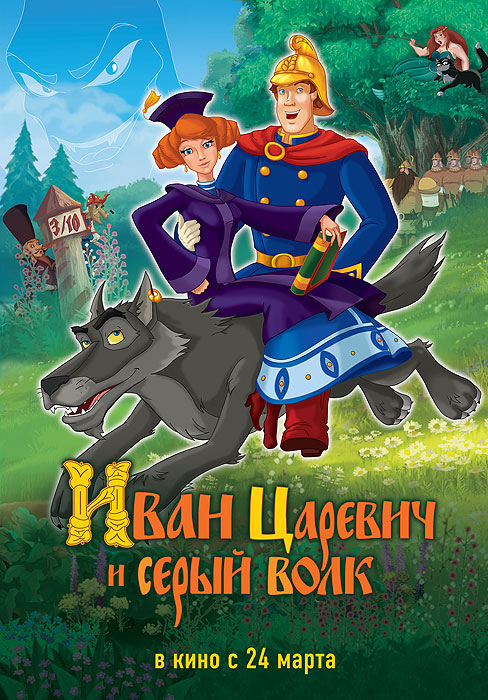 3/10
Иван Царевич
и серый волк
в кино с 24 марта